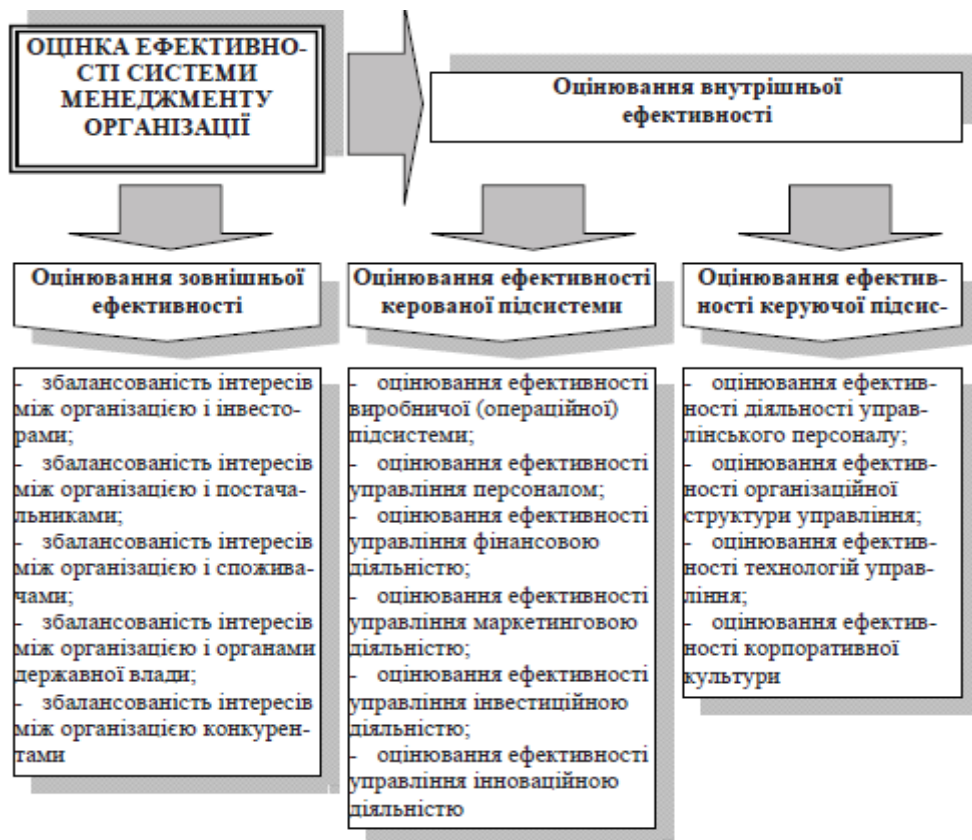 ОЦІНКА ЕФЕКТИВНО-
СТІ СИСТЕМИ
МЕНЕДЖМЕНТУ
ОРГАНІЗАЦІЇ
Оцінювання внутрішньої
ефективності
Оцінювання зовнішньої
ефективності
Оцінювання ефективності
керованої підсистеми
Оцінювання ефектив-
ності керуючої підсис-
- збалансованість інтересів
між організацією і інвесто-
рами;
- збалансованість інтересів
між організацією і постача-
льниками;
- збалансованість інтересів
між організацією і спожива-
чами;
- збалансованість інтересів
між організацією і органами
державної влади;
- збалансованість інтересів
між організацією конкурен-
тами
- оцінювання ефективності
виробничої (операційної)
підсистеми;
- оцінювання ефективності
управління персоналом;
- оцінювання ефективності
управління фінансовою
діяльністю;
- оцінювання ефективності
управління маркетинговою
діяльністю;
- оцінювання ефективності
управління інвестиційною
діяльністю;
- оцінювання ефективності
управління інноваційною
діяльністю
- оцінювання ефектив-
ності діяльності управ-
лінського персоналу;
- оцінювання ефектив-
ності організаційної
структури управління;
- оцінювання ефектив-
ності технологій управ-
ління;
- оцінювання ефектив-
ності корпоративної
культури